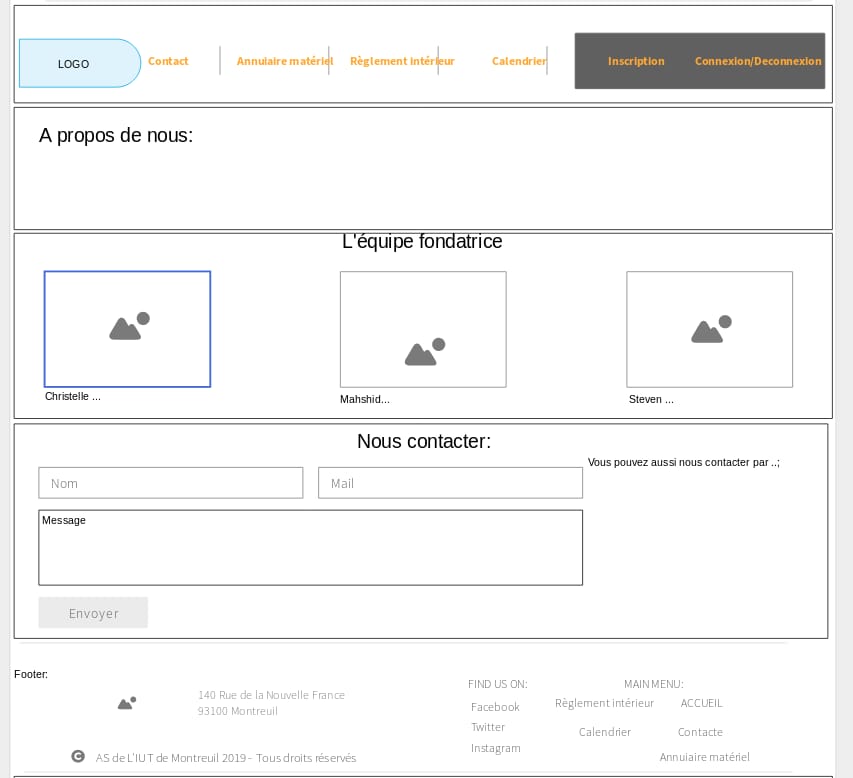 LOGO
Contact
Annuaire matériel
Règlement intérieur
Calendrier
Inscription
Connexion/Deconnexion
A propos de nous:
L'équipe fondatrice
Christelle ...
Mahshid...
Steven ...
Nous contacter:
Vous pouvez aussi nous contacter par ..;
Nom
Mail
Message
Envoyer
Footer:
140 Rue de la Nouvelle France
93100 Montreuil
FIND US ON:
Facebook
Twitter
Instagram
MAIN MENU:
Règlement intérieur
ACCUEIL
Calendrier
Contacte
Annuiaire matériel
© AS de L'IUT de Montreuil 2019 - Tous droits réservés